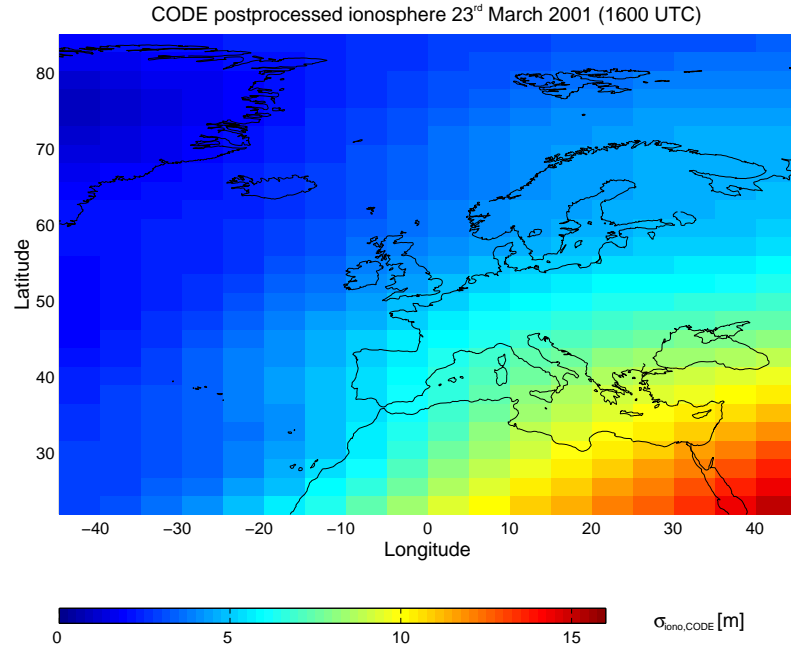 CODE postprocessed ionosphere 23rd March 2001 (1600 UTC)
80
70
60
50
40
30
Latitude
−40 −30 −20 −10 0 10 20 30 40
Longitude
0 5 10 15
σiono,CODE [m]